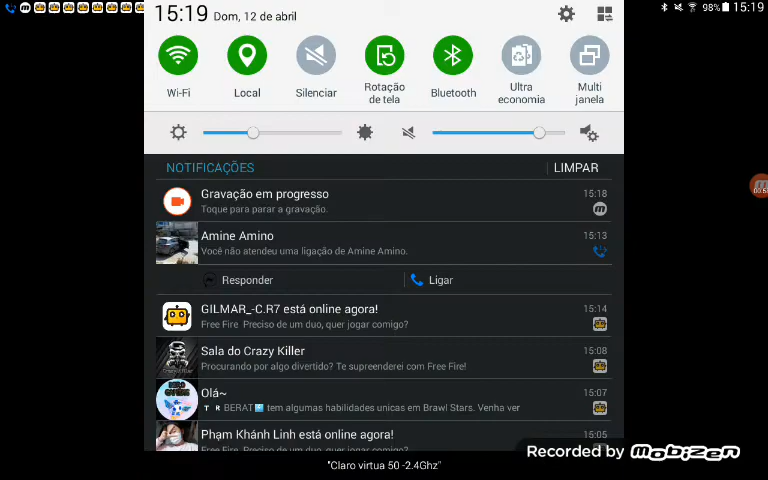 15:19 Dom, 12 de abril
98% 15:19
Wi-Fi
Local
Silenciar
Rotação de tela
Bluetooth
Ultra economia
Multi janela
NOTIFICAÇÕES
LIMPAR
Gravação em progresso 15:18
Toque para parar a gravação.
Amine Amino 15:13
Você não atendeu uma ligação de Amine Amino.
Responder
Ligar
GILMAR_-C.R7 está online agora! 15:14
Free Fire Preciso de um duo, quer jogar comigo?
Sala do Crazy Killer 15:08
Procurando por algo divertido? Te supreenderei com Free Fire!
Olá~ 15:07
T R BERAT tem algumas habilidades unicas em Brawl Stars. Venha ver
Phạm Khánh Linh está online agora! 15:05
Free Fire Preciso de um duo, quer jogar comigo?
Recorded by Mobizen
"Claro virtua 50 -2.4Ghz"